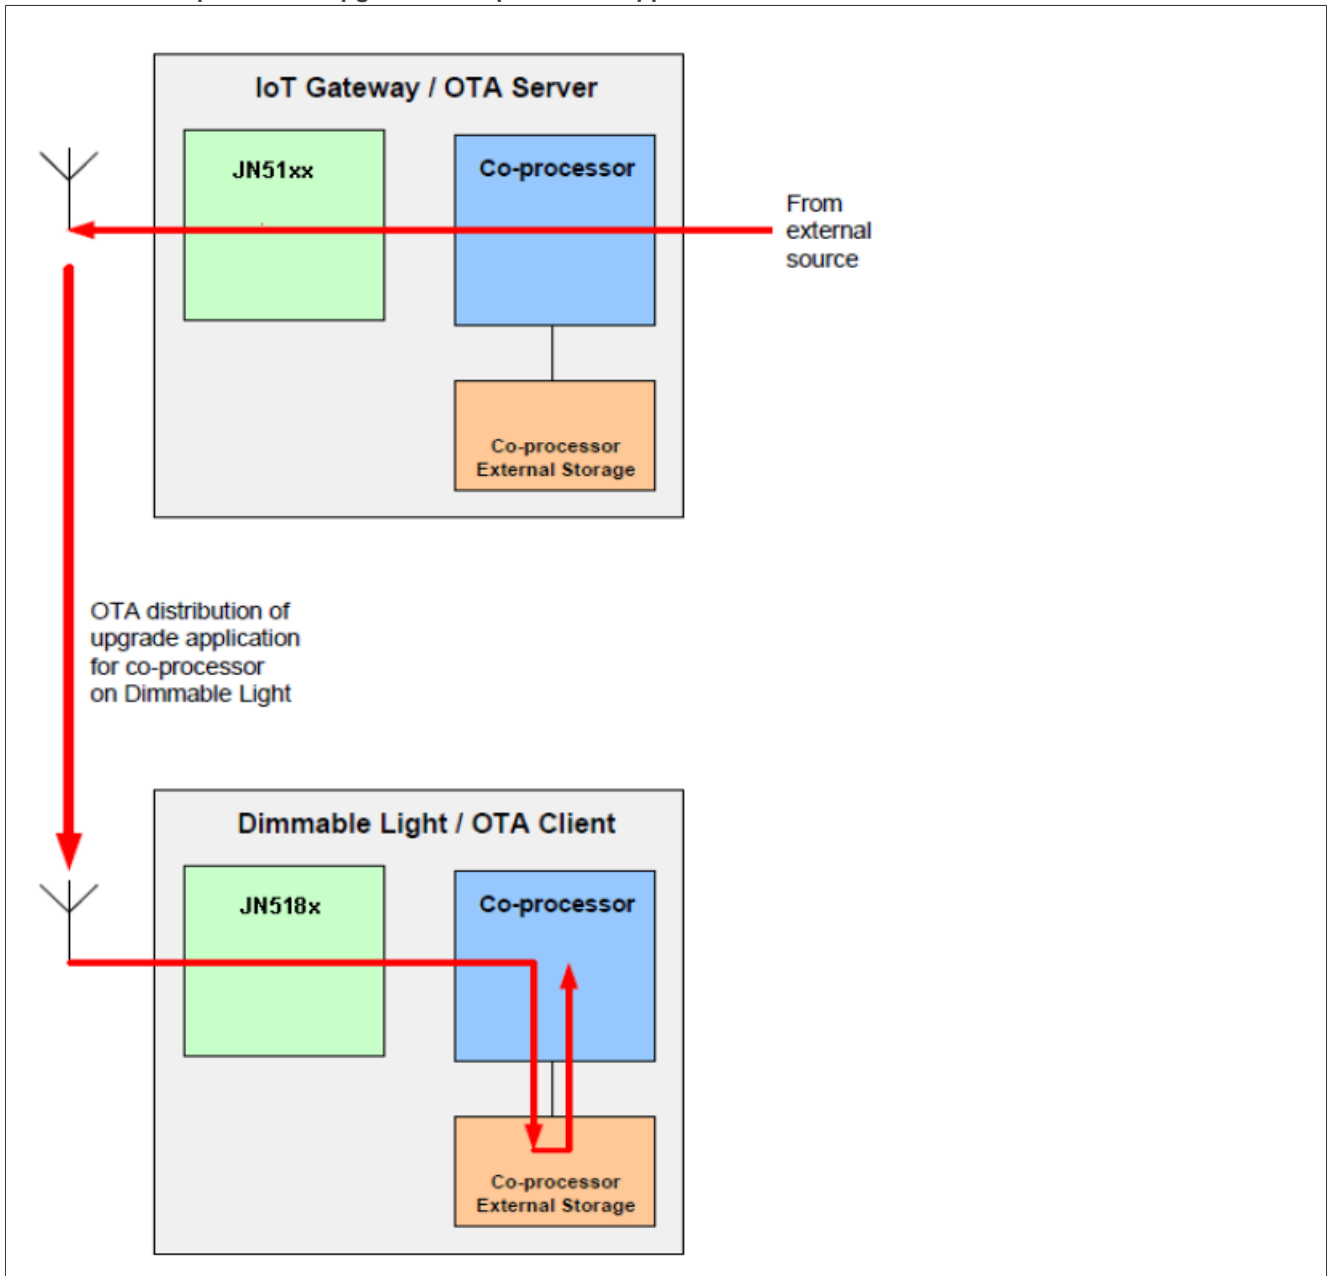 IoT Gateway / OTA Server
JN51xx
Co-processor
From
external
source
Co-processor
External Storage
OTA distribution of
upgrade application
for co-processor
on Dimmable Light
Dimmable Light / OTA Client
JN518x
Co-processor
Co-processor
External Storage